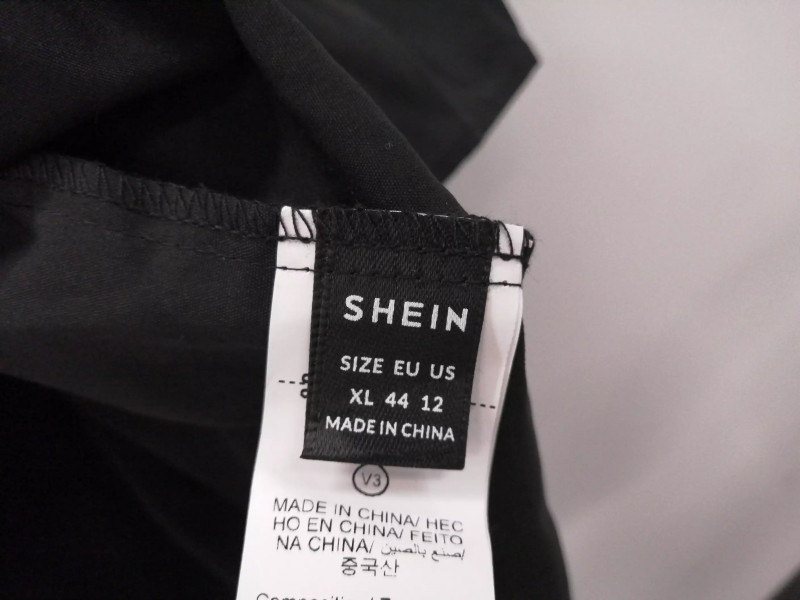 SHEIN
SIZE EU US
XL 44 12
MADE IN CHINA
V3
MADE IN CHINA/ HEC
HO EN CHINA/ FEITO
NA CHINA/ صنع بالصين/
중국산